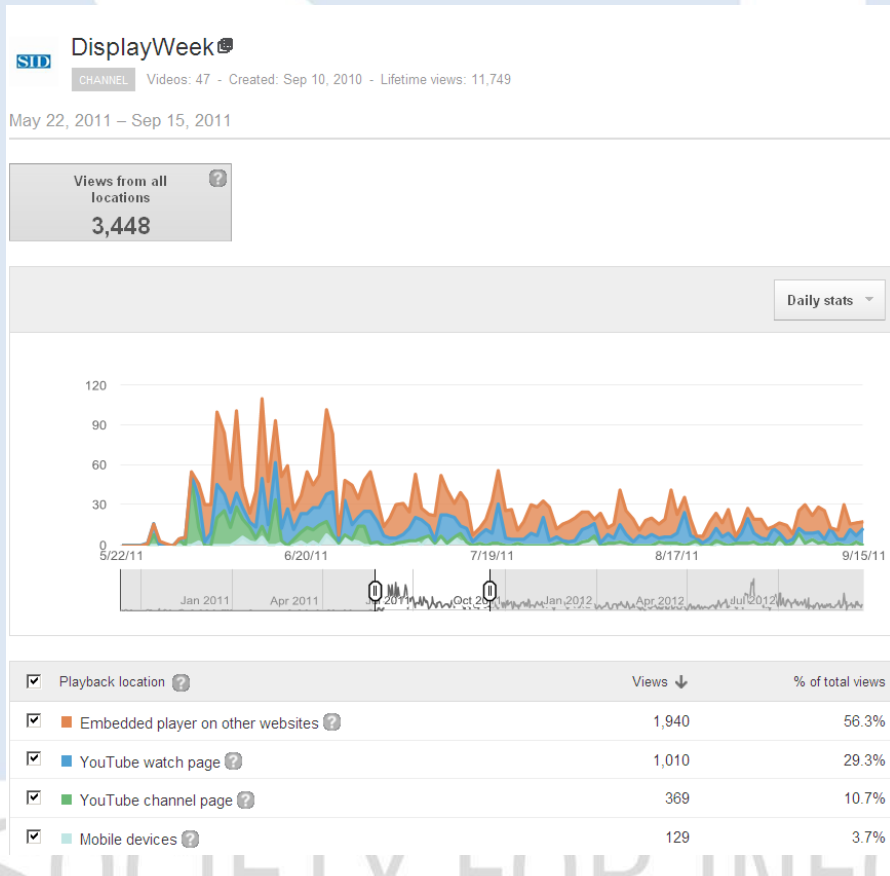 SID
DisplayWeek
CHANNEL Videos: 47 - Created: Sep 10, 2010 - Lifetime views: 11,749
May 22, 2011 – Sep 15, 2011
Views from all ?
locations
3,448
Daily stats
120
90
60
30
0
5/22/11 6/20/11 7/19/11 8/17/11 9/15/11
Jan 2011 Apr 2011 2011 Oct Jan 2012 Apr 2012 Jul 2012
Playback location ? Views % of total views
Embedded player on other websites ? 1,940 56.3%
YouTube watch page ? 1,010 29.3%
YouTube channel page ? 369 10.7%
Mobile devices ? 129 3.7%